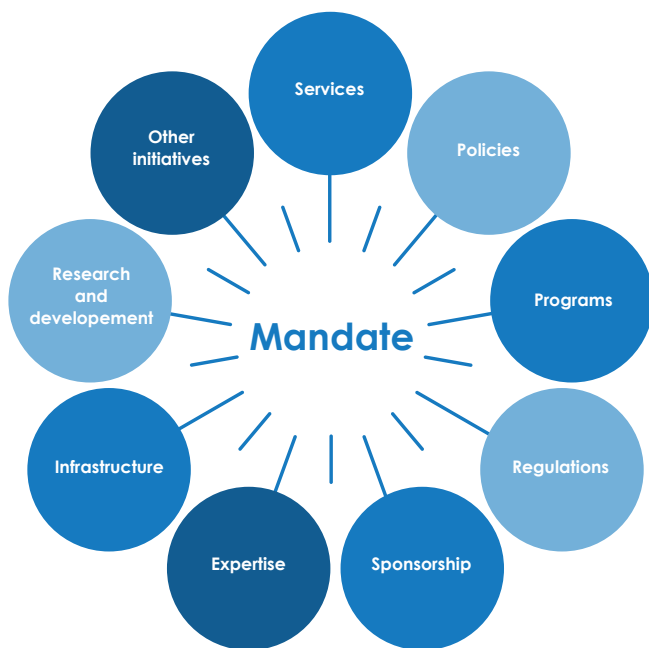 Services
Policies
Programs
Regulations
Sponsorship
Expertise
Infrastructure
Research
and
developement
Other
initiatives
Mandate